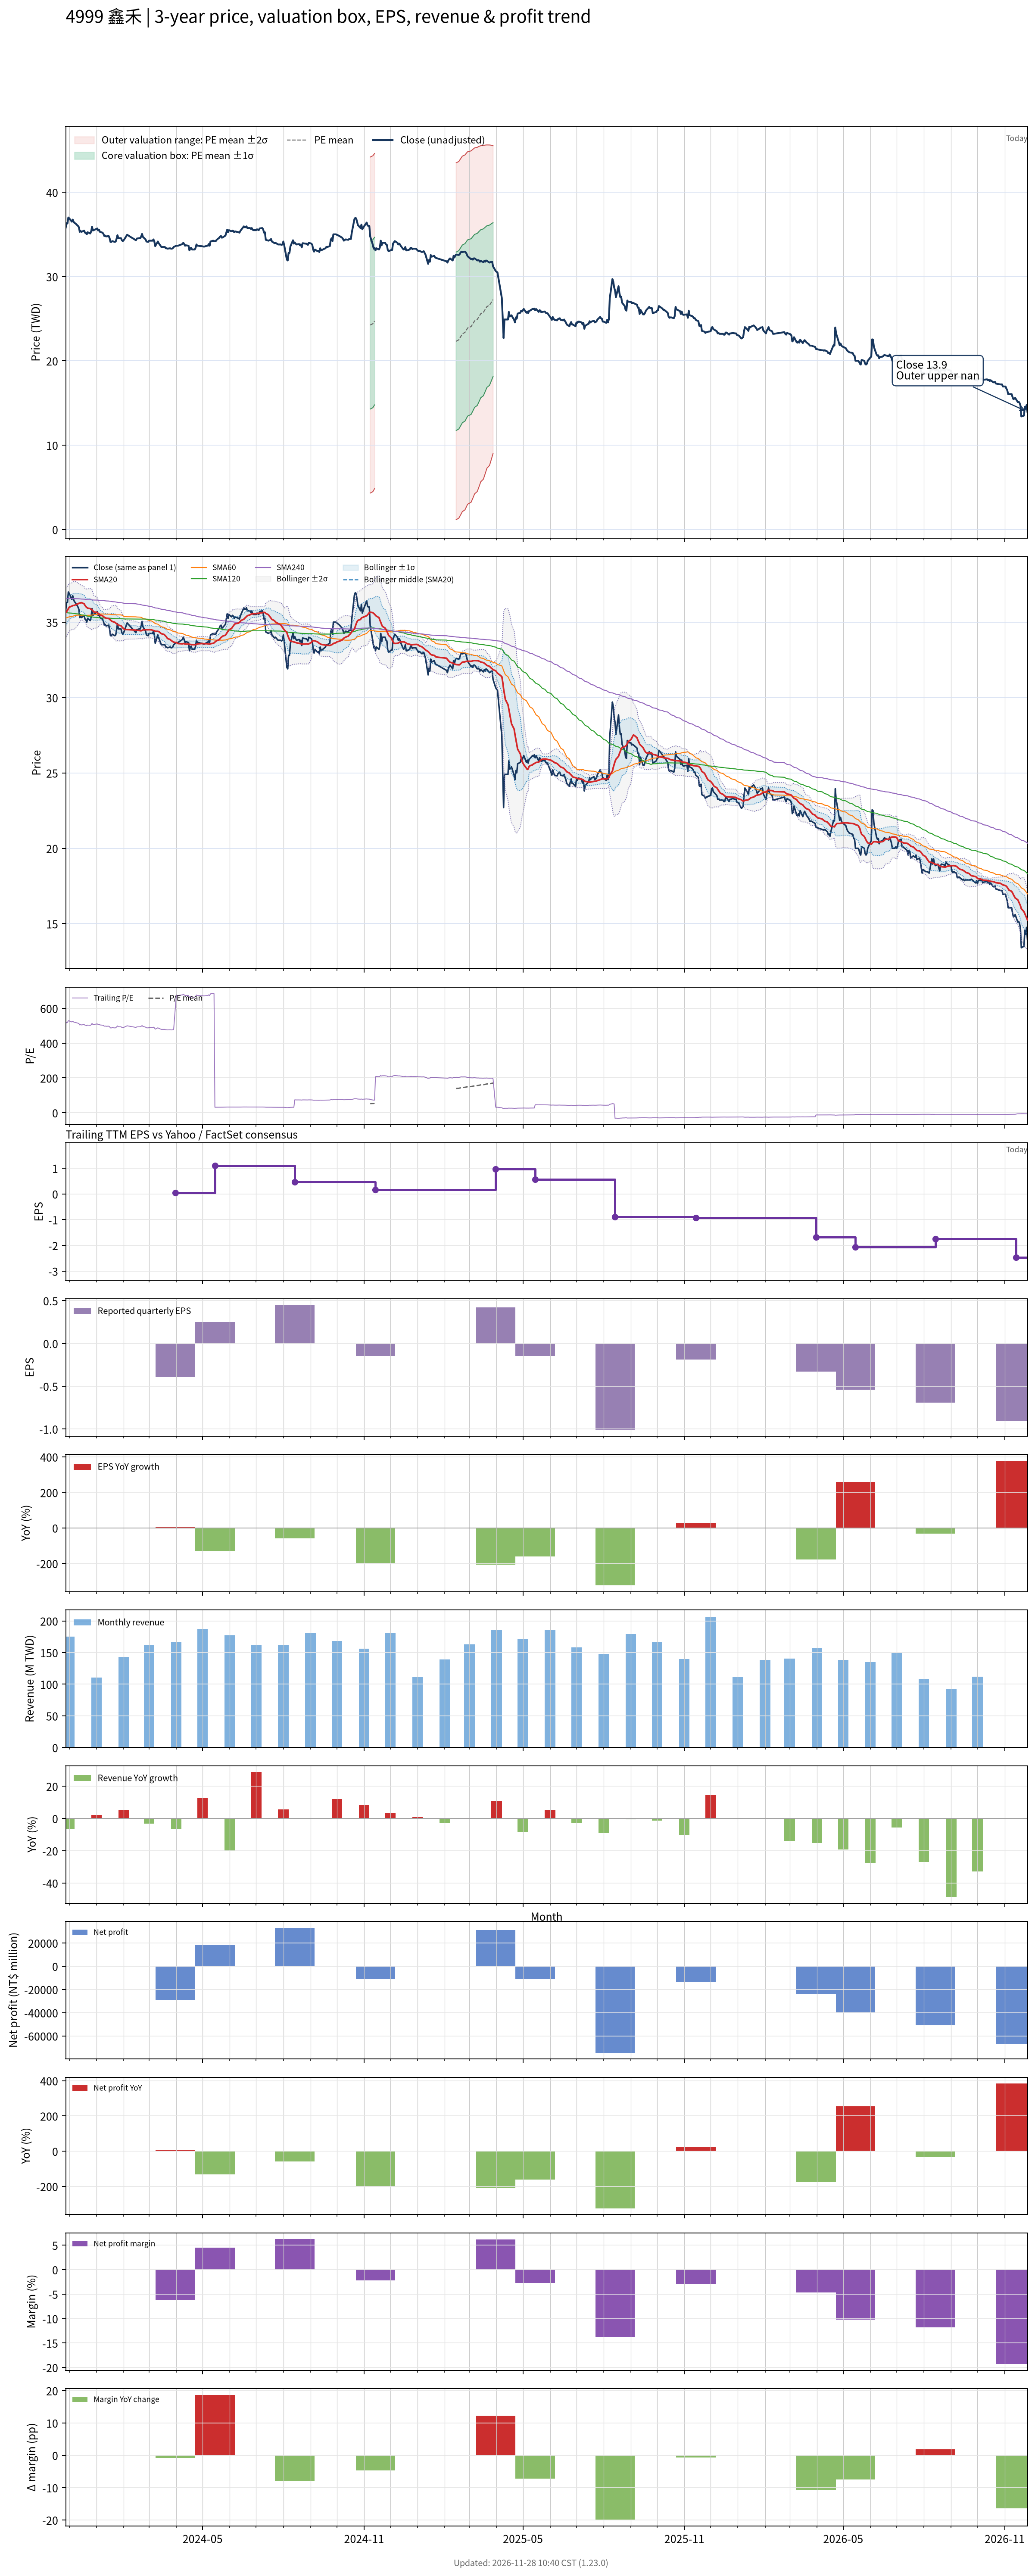 4999 鑫禾 | 3-year price, valuation box, EPS, revenue & profit trend
Outer valuation range: PE mean ±2σ
PE mean
Close (unadjusted)
Core valuation box: PE mean ±1σ
Today
Price (TWD)
40
30
20
10
0
Close 13.9
Outer upper nan
Close (same as panel 1)
SMA60
SMA240
Bollinger ±1σ
SMA20
SMA120
Bollinger ±2σ
Bollinger middle (SMA20)
Price
35
30
25
20
15
Trailing P/E
P/E mean
P/E
600
400
200
0
Trailing TTM EPS vs Yahoo / FactSet consensus
Today
EPS
1
0
-1
-2
-3
Reported quarterly EPS
EPS
0.5
0.0
-0.5
-1.0
EPS YoY growth
YoY (%)
400
200
0
-200
Monthly revenue
Revenue (M TWD)
200
150
100
50
0
Revenue YoY growth
YoY (%)
20
0
-20
-40
Month
Net profit
Net profit (NT$ million)
20000
0
-20000
-40000
-60000
Net profit YoY
YoY (%)
400
200
0
-200
Net profit margin
Margin (%)
5
0
-5
-10
-15
-20
Margin YoY change
Δ margin (pp)
20
10
0
-10
-20
2024-05
2024-11
2025-05
2025-11
2026-05
2026-11
Updated: 2026-11-28 10:40 CST (1.23.0)